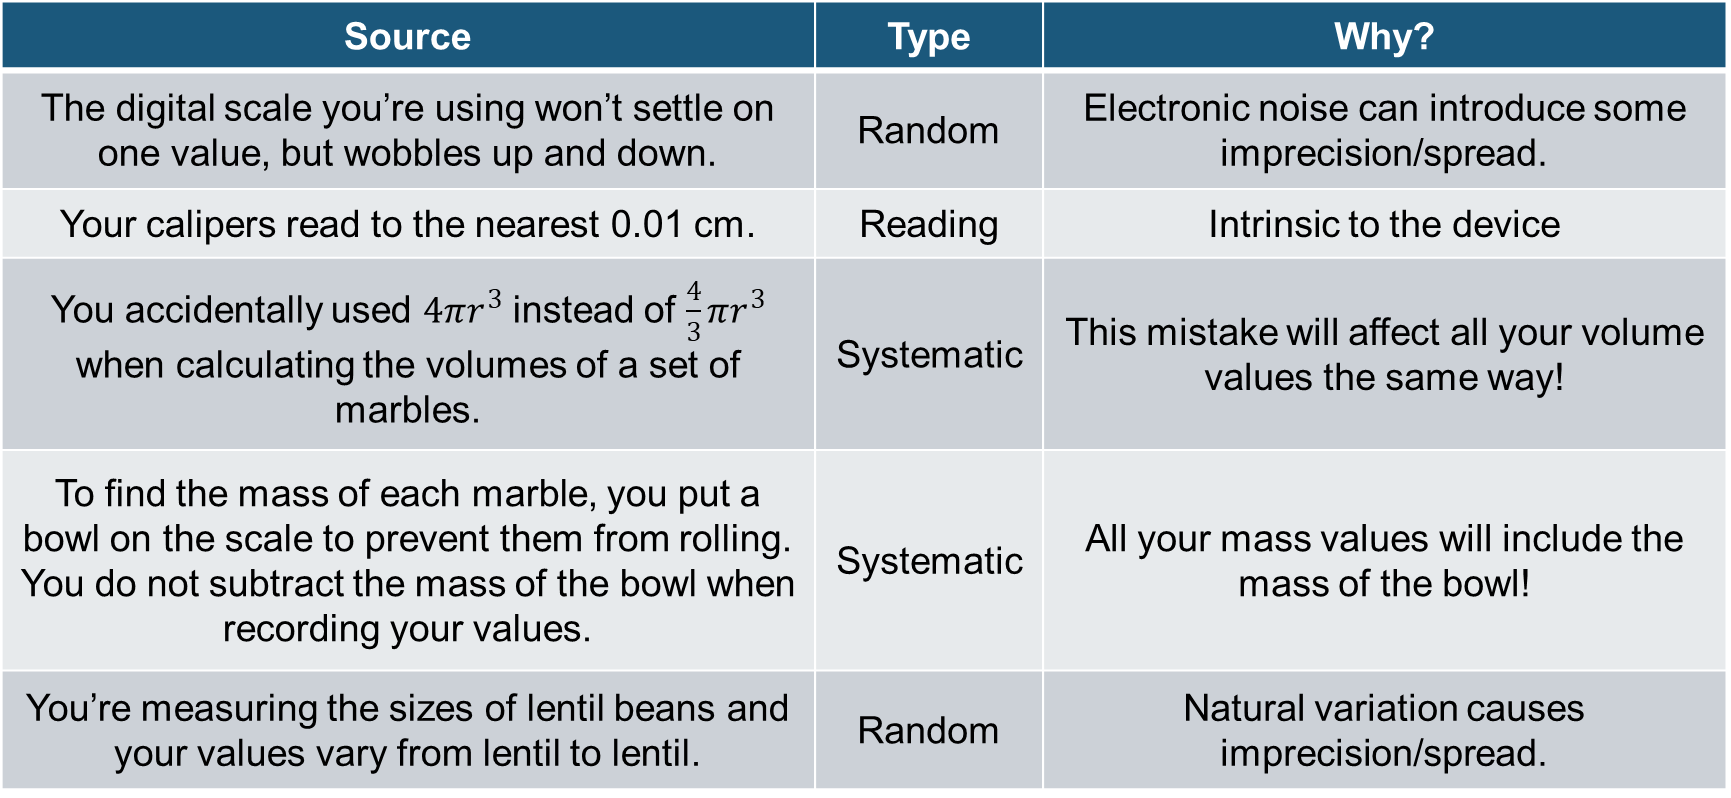 Source Type Why?
The digital scale you’re using won’t settle on
one value, but wobbles up and down.
Random
Electronic noise can introduce some
imprecision/spread.
Your calipers read to the nearest 0.01 cm.
Reading
Intrinsic to the device
You accidentally used 4𝜋𝑟³ instead of 4/3 𝜋𝑟³
when calculating the volumes of a set of
marbles.
Systematic
This mistake will affect all your volume
values the same way!
To find the mass of each marble, you put a
bowl on the scale to prevent them from rolling.
You do not subtract the mass of the bowl when
recording your values.
Systematic
All your mass values will include the
mass of the bowl!
You’re measuring the sizes of lentil beans and
your values vary from lentil to lentil.
Random
Natural variation causes
imprecision/spread.